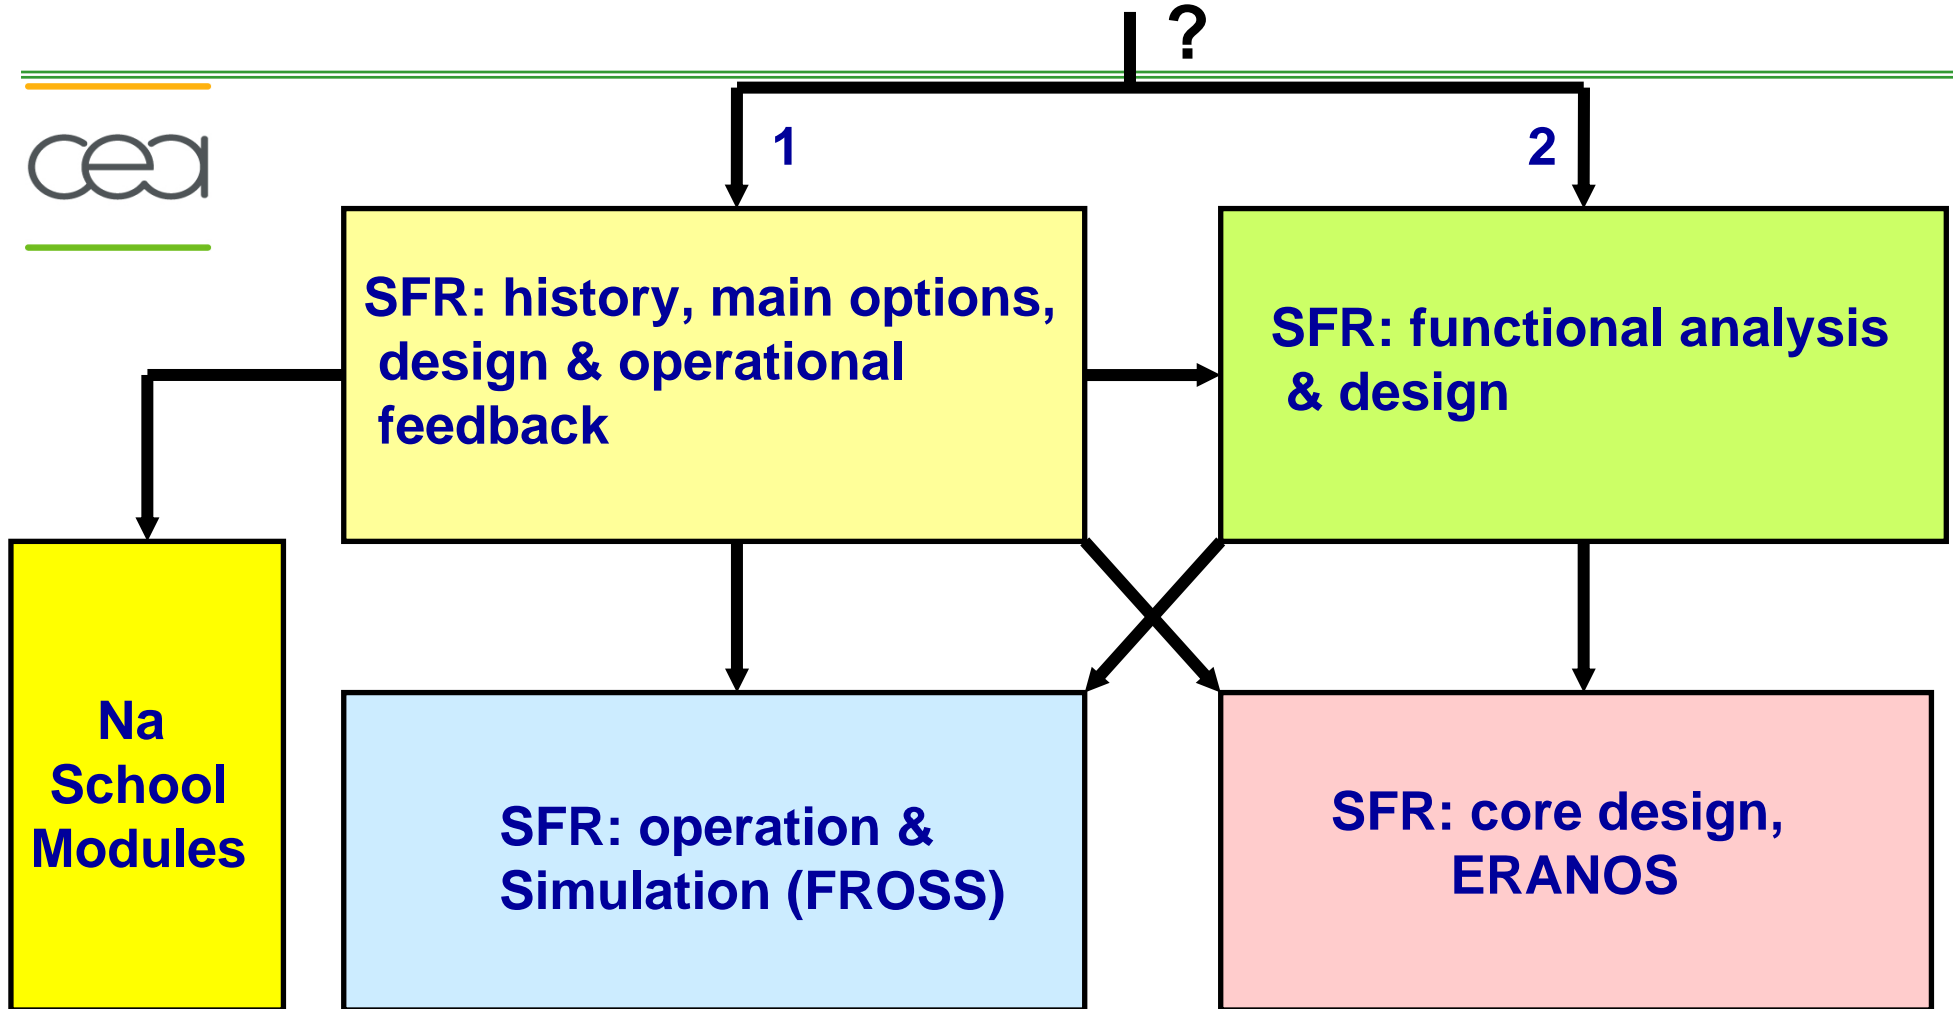 ?
cea
1
2
SFR: history, main options,
design & operational
feedback
SFR: functional analysis
& design
Na
School
Modules
SFR: operation &
Simulation (FROSS)
SFR: core design,
ERANOS